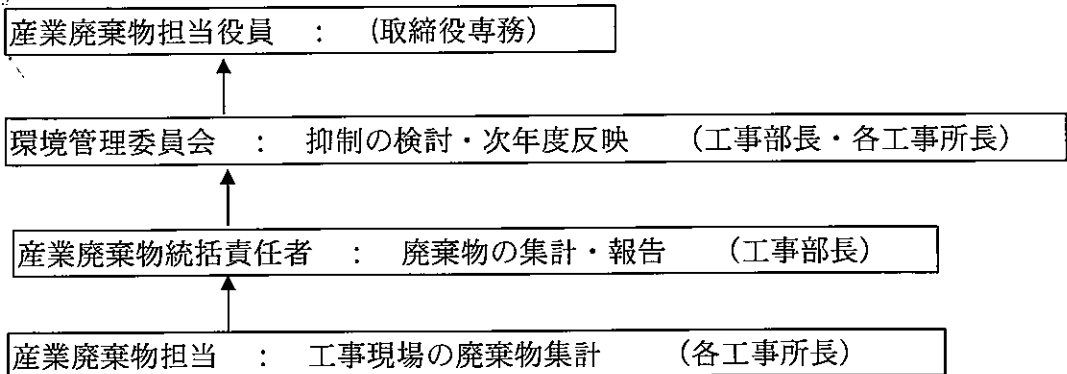 産業廃棄物担当役員 : (取締役専務)
環境管理委員会 : 抑制の検討・次年度反映 (工事部長・各工事所長)
産業廃棄物統括責任者 : 廃棄物の集計・報告 (工事部長)
産業廃棄物担当 : 工事現場の廃棄物集計 (各工事所長)